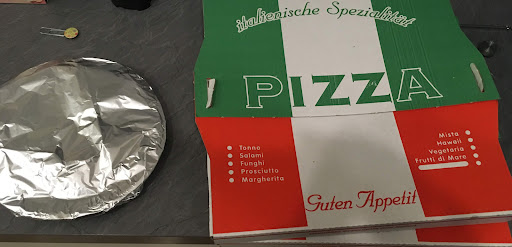 italienische Spezialität
PIZZA
Tonno
Salami
Funghi
Prosciutto
Margherita
Mista
Hawaii
Vegetaria
Frutti di Mare
Guten Appetit